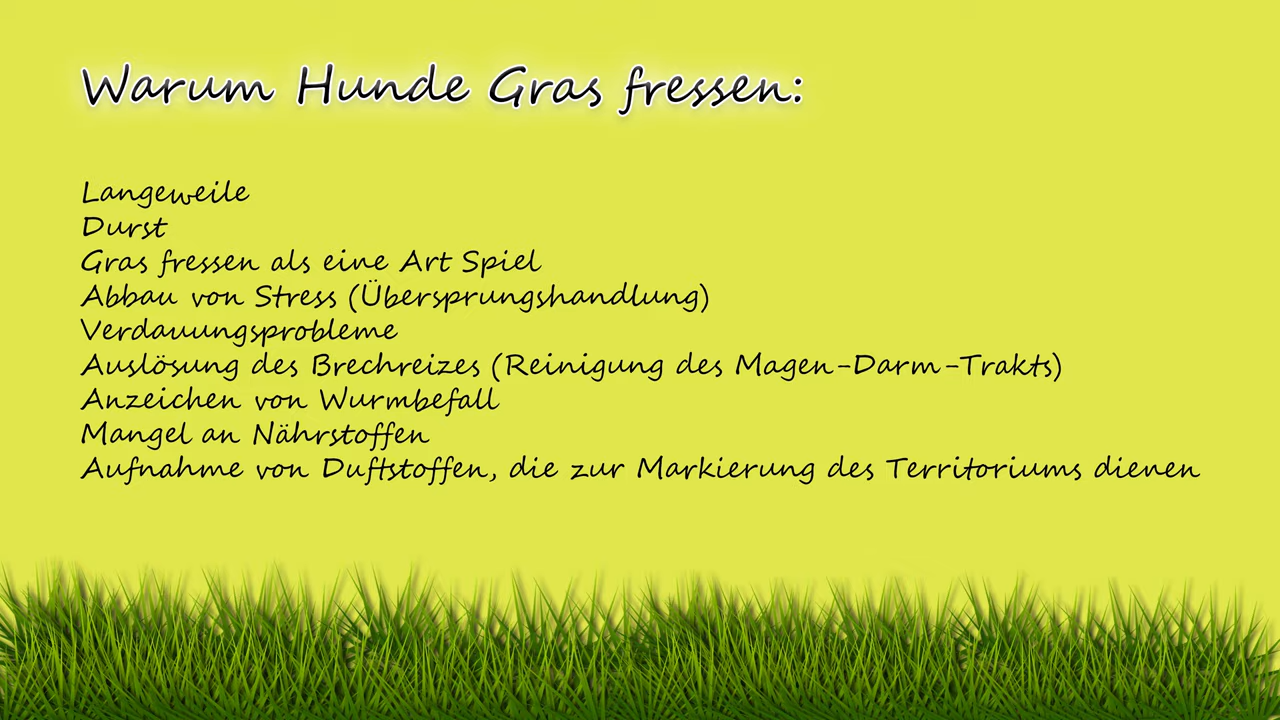 Warum Hunde Gras fressen:
Langeweile
Durst
Gras fressen als eine Art Spiel
Abbau von Stress (Übersprungshandlung)
Verdauungsprobleme
Auslösung des Brechreizes (Reinigung des Magen-Darm-Trakts)
Anzeichen von Wurmbefall
Mangel an Nährstoffen
Aufnahme von Duftstoffen, die zur Markierung des Territoriums dienen